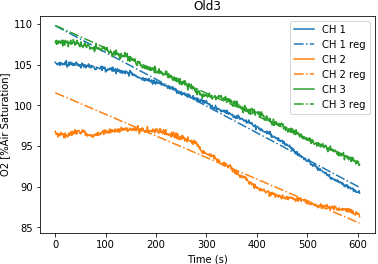 Old3
O2 [%Air Saturation]
110
105
100
95
90
85
0
100
200
300
400
500
600
Time (s)
CH 1
CH 1 reg
CH 2
CH 2 reg
CH 3
CH 3 reg